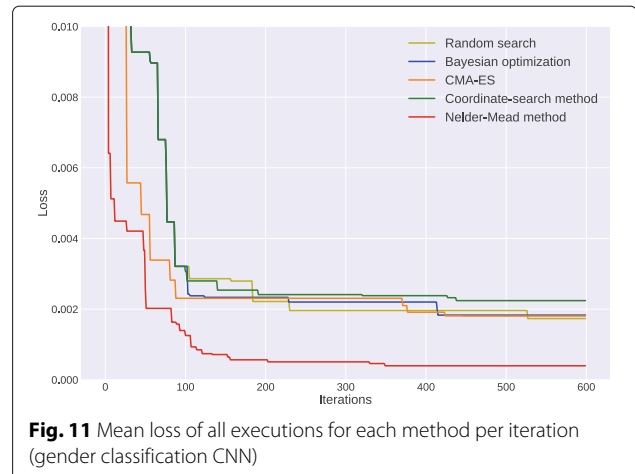 0.010
0.008
0.006
0.004
0.002
0.000
Loss
Random search
Bayesian optimization
CMA-ES
Coordinate-search method
Nelder-Mead method
0
100
200
300
400
500
600
Iterations
Fig. 11 Mean loss of all executions for each method per iteration
(gender classification CNN)